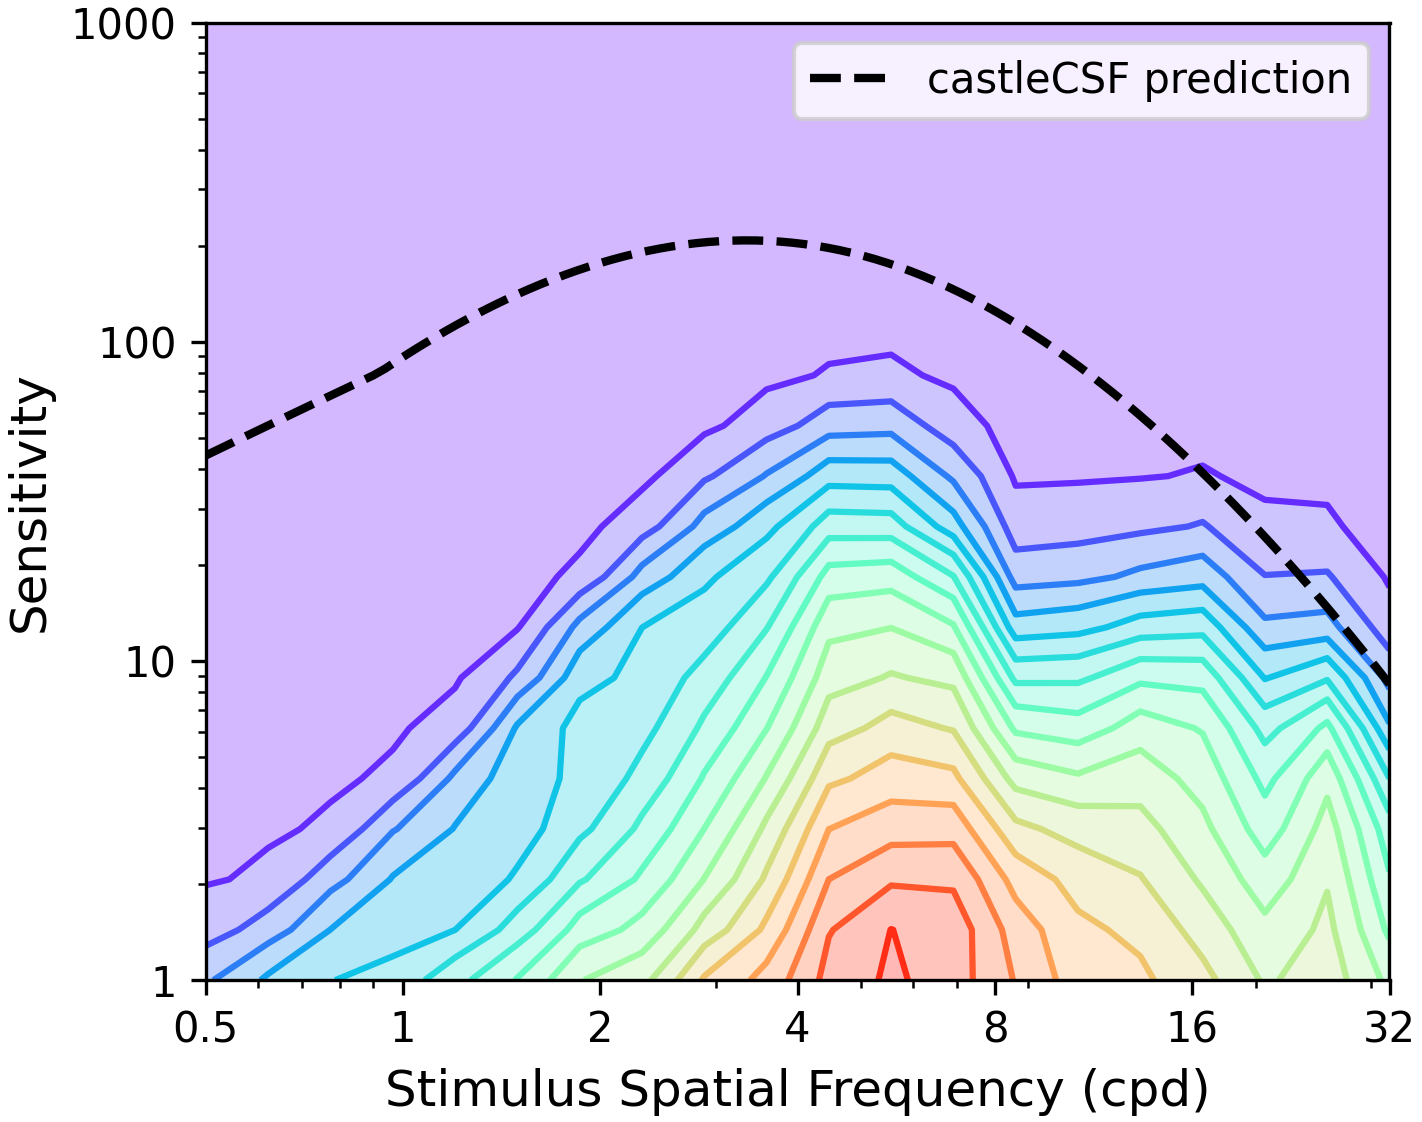 1000
castleCSF prediction
100
Sensitivity
10
1
0.5 1 2 4 8 16 32
Stimulus Spatial Frequency (cpd)